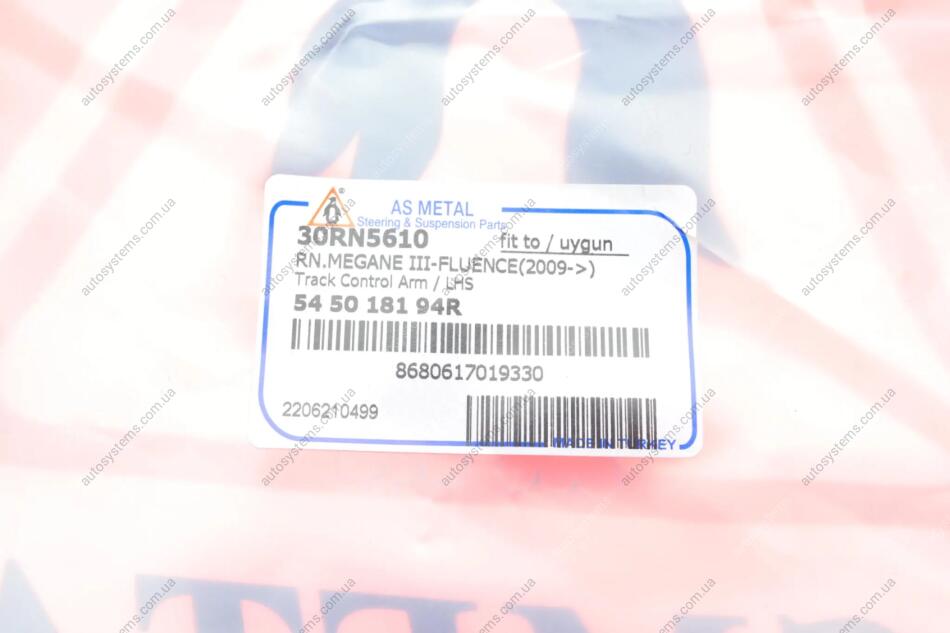 ®
AS METAL
Steering & Suspension Parts
30RN5610 fit to / uygun
RN.MEGANE III-FLUENCE(2009->)
Track Control Arm / LHS
54 50 181 94R
8680617019330
2206210499
MADE IN TURKEY
autosystems.com.ua